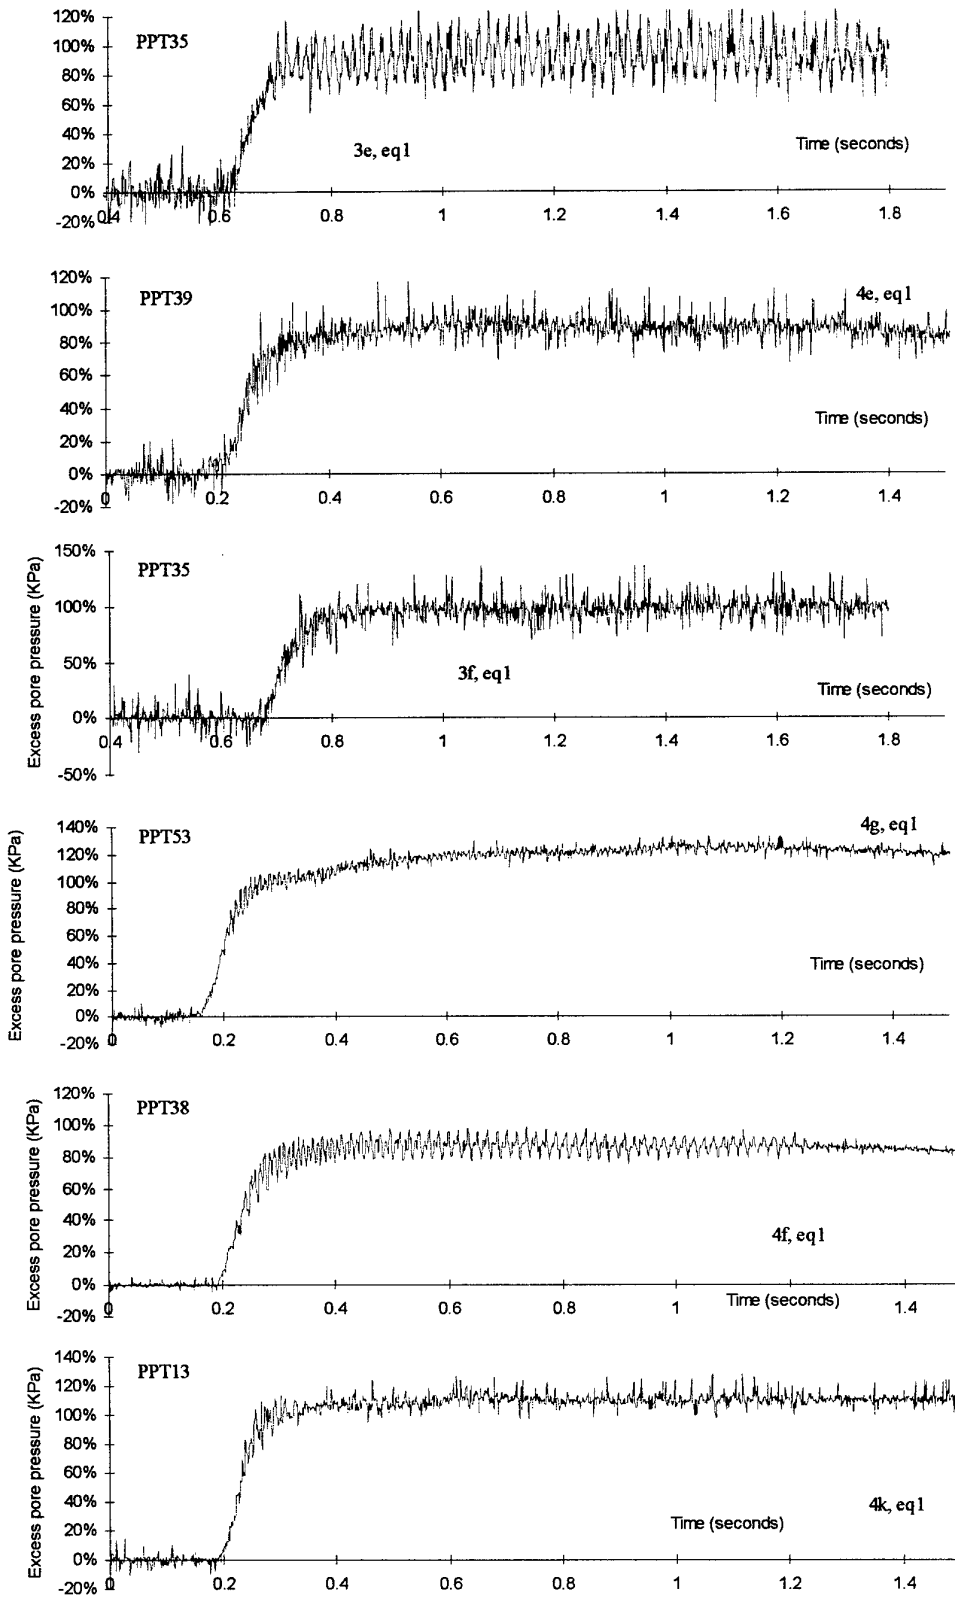 120%
PPT35
100%
80%
60%
40%
3e, eq1
Time (seconds)
20%
0%
-20%
0.4 0.6 0.8 1 1.2 1.4 1.6 1.8
120%
PPT39
4e, eq1
100%
80%
60%
40%
Time (seconds)
20%
0%
-20%
0 0.2 0.4 0.6 0.8 1 1.2 1.4
Excess pore pressure (KPa)
150%
PPT35
100%
50%
3f, eq1
Time (seconds)
0%
0.4 0.6 0.8 1 1.2 1.4 1.6 1.8
-50%
Excess pore pressure (KPa)
140%
PPT53
4g, eq1
120%
100%
80%
60%
40%
Time (seconds)
20%
0%
-20%
0 0.2 0.4 0.6 0.8 1 1.2 1.4
Excess pore pressure (KPa)
120%
PPT38
100%
80%
60%
40%
4f, eq1
20%
0%
-20%
0 0.2 0.4 0.6 0.8 1 1.2 1.4
Time (seconds)
Excess pore pressure (KPa)
140%
PPT13
120%
100%
80%
60%
40%
4k, eq1
Time (seconds)
20%
0%
-20%
0 0.2 0.4 0.6 0.8 1 1.2 1.4